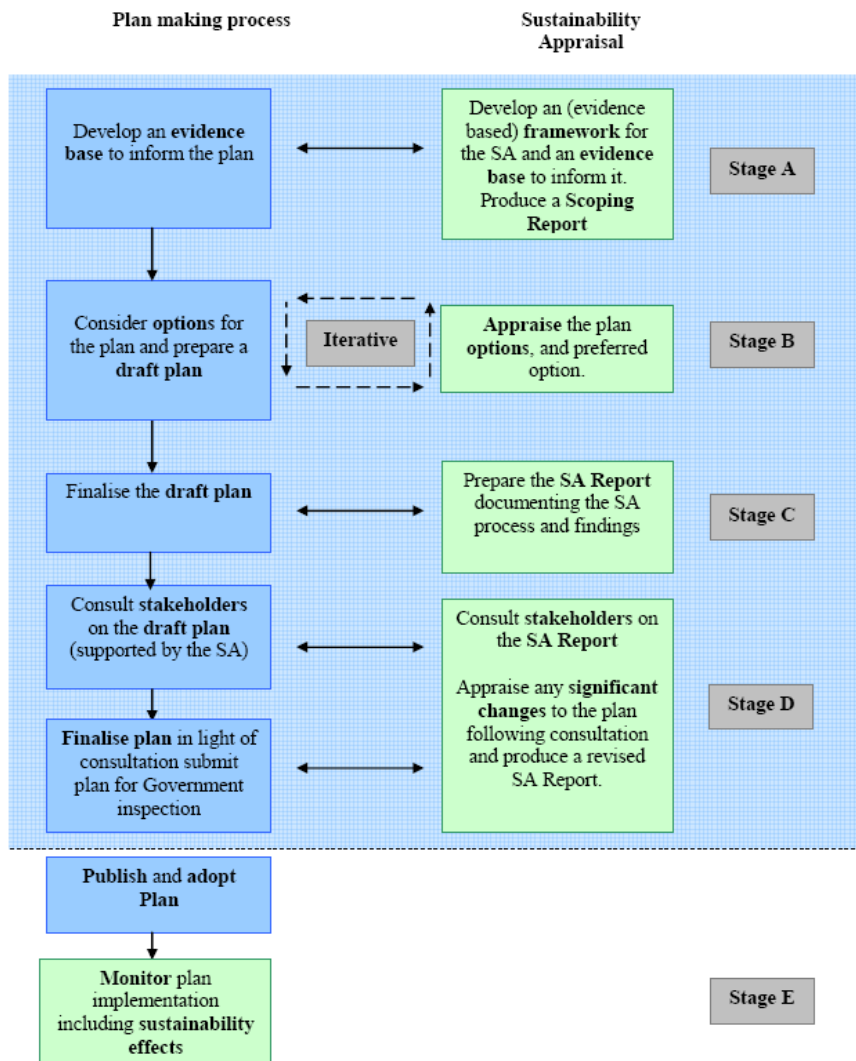 Plan making process
Sustainability
Appraisal
Develop an evidence
base to inform the plan
Develop an (evidence
based) framework for
the SA and an evidence
base to inform it.
Produce a Scoping
Report
Stage A
Consider options for
the plan and prepare a
draft plan
Iterative
Appraise the plan
options, and preferred
option.
Stage B
Finalise the draft plan
Prepare the SA Report
documenting the SA
process and findings
Stage C
Consult stakeholders
on the draft plan
(supported by the SA)
Consult stakeholders on
the SA Report
Appraise any significant
changes to the plan
following consultation
and produce a revised
SA Report.
Stage D
Finalise plan in light of
consultation submit
plan for Government
inspection
Publish and adopt
Plan
Monitor plan
implementation
including sustainability
effects
Stage E